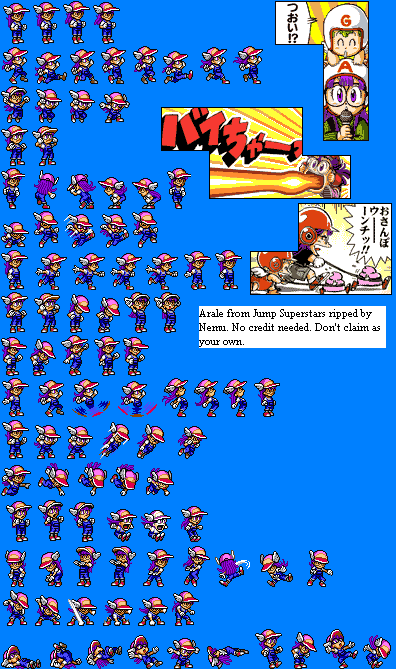 つおい!?
G
A
バイちゃー
おさんぽ
ウーンチッ!!
Arale from Jump Superstars ripped by
Nemu. No credit needed. Don't claim as
your own.